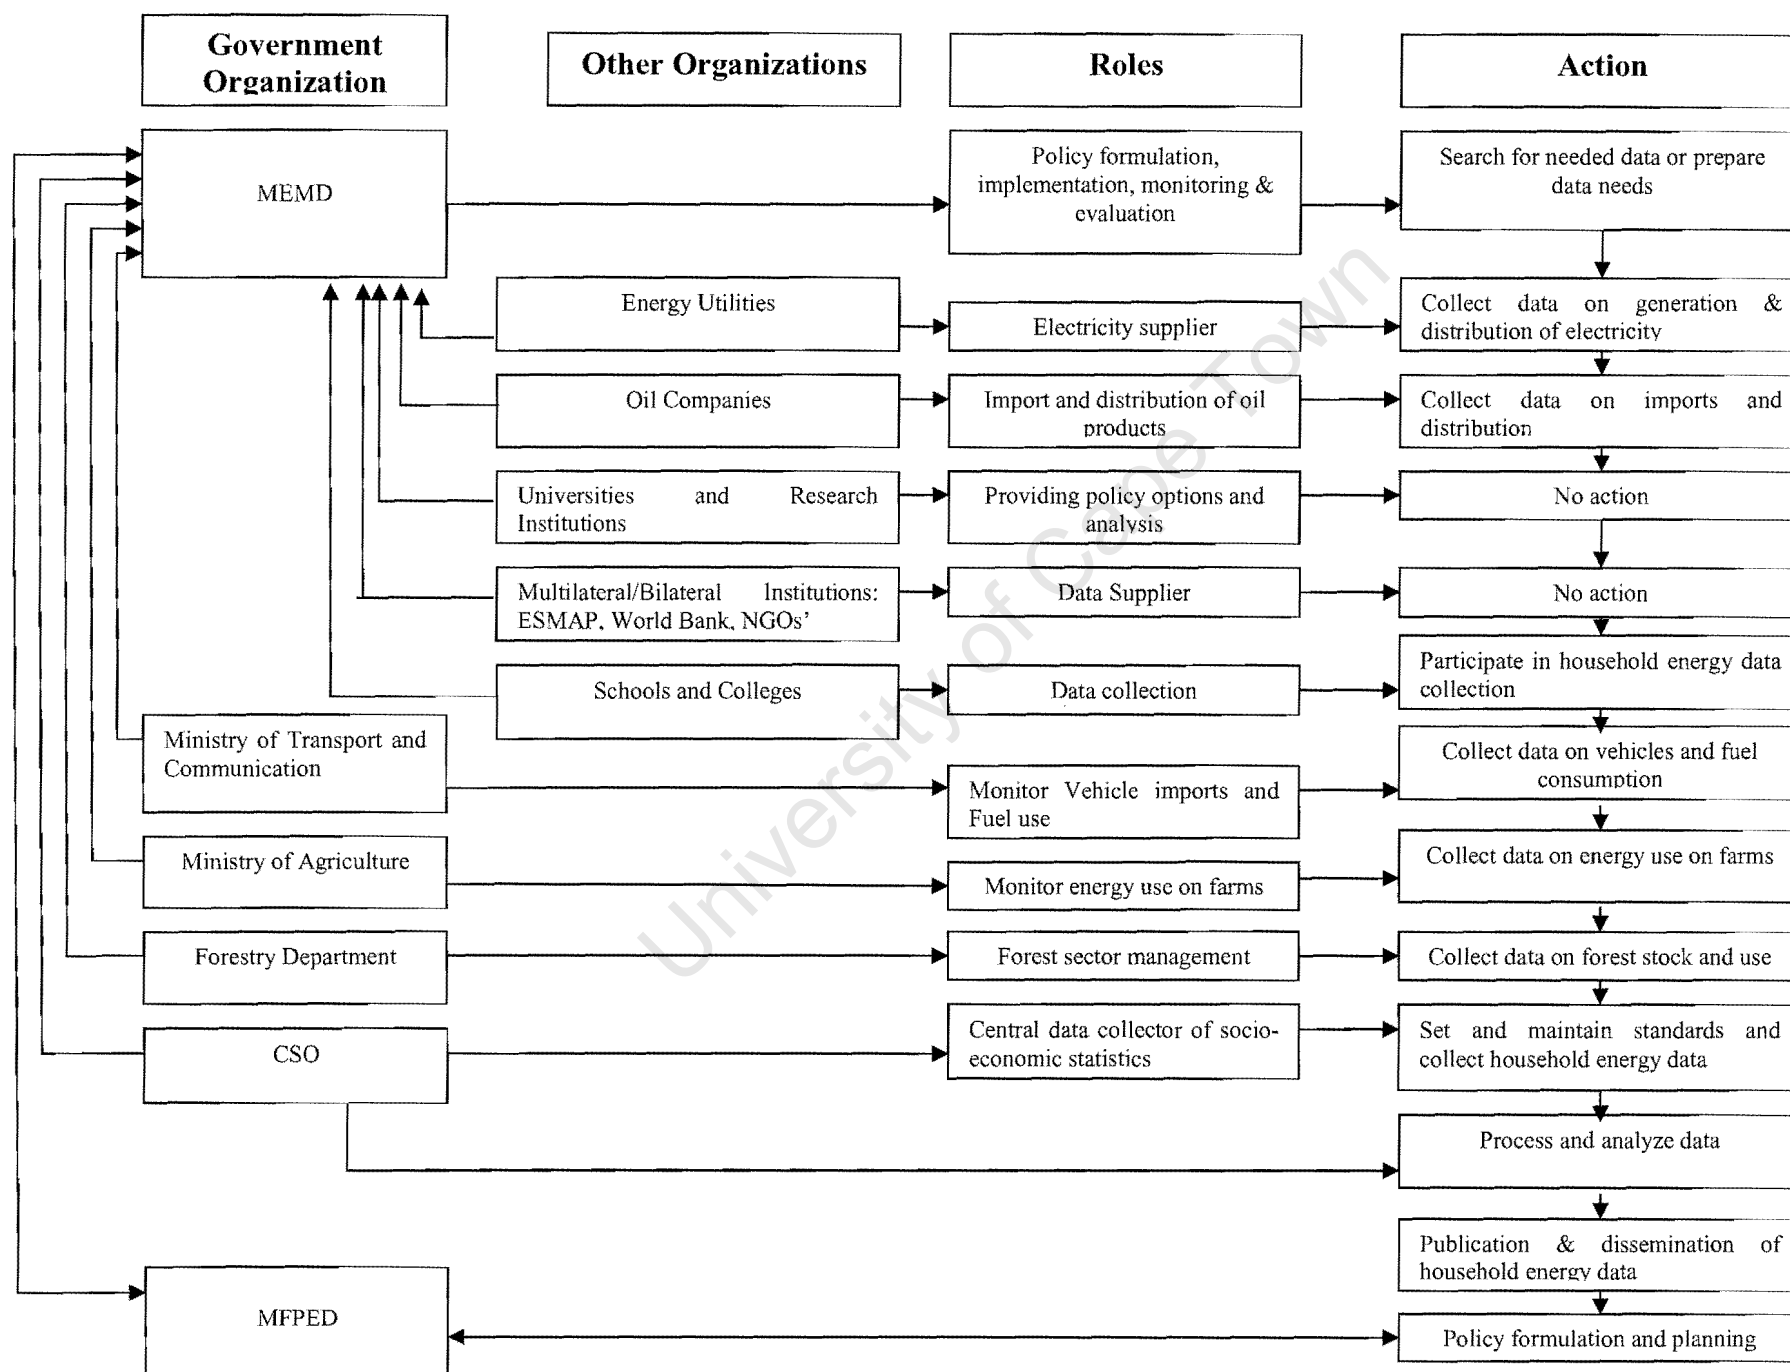 Government
Organization
Other Organizations
Roles
Action
MEMD
Policy formulation,
implementation, monitoring &
evaluation
Search for needed data or prepare
data needs
Energy Utilities
Electricity supplier
Collect data on generation &
distribution of electricity
Oil Companies
Import and distribution of oil
products
Collect data on imports and
distribution
Universities and Research
Institutions
Providing policy options and
analysis
No action
Multilateral/Bilateral Institutions:
ESMAP, World Bank, NGOs'
Data Supplier
No action
Schools and Colleges
Data collection
Participate in household energy data
collection
Ministry of Transport and
Communication
Monitor Vehicle imports and
Fuel use
Collect data on vehicles and fuel
consumption
Ministry of Agriculture
Monitor energy use on farms
Collect data on energy use on farms
Forestry Department
Forest sector management
Collect data on forest stock and use
CSO
Central data collector of socio-
economic statistics
Set and maintain standards and
collect household energy data
Process and analyze data
Publication & dissemination of
household energy data
MFPED
Policy formulation and planning
University of Cape Town